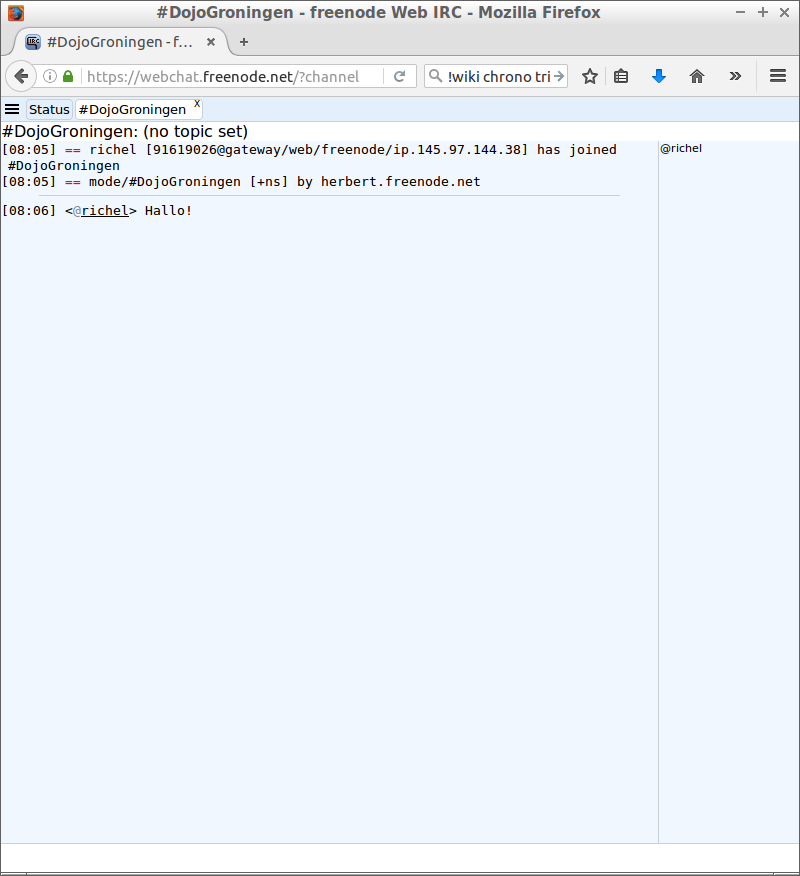 #DojoGroningen - freenode Web IRC - Mozilla Firefox
#DojoGroningen - f...
https://webchat.freenode.net/?channel
!wiki chrono tri
Status
#DojoGroningen
x
#DojoGroningen: (no topic set)
[08:05] == richel [91619026@gateway/web/freenode/ip.145.97.144.38] has joined
#DojoGroningen
[08:05] == mode/#DojoGroningen [+ns] by herbert.freenode.net
[08:06] <@richel> Hallo!
@richel